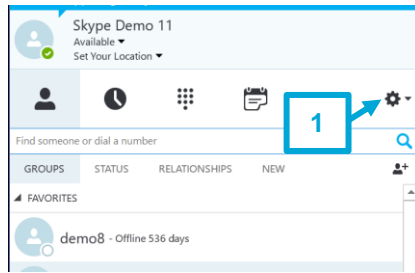 Skype Demo 11
Available
Set Your Location
1
Find someone or dial a number
GROUPS STATUS RELATIONSHIPS NEW
FAVORITES
demo8 - Offline 536 days